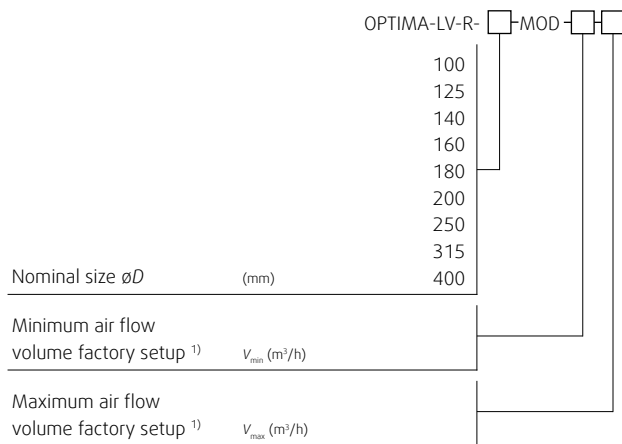 OPTIMA-LV-R- -MOD - -
100
125
140
160
180
200
250
315
Nominal size øD (mm) 400
Minimum air flow
volume factory setup 1) Vmin (m³/h)
Maximum air flow
volume factory setup 1) Vmax (m³/h)